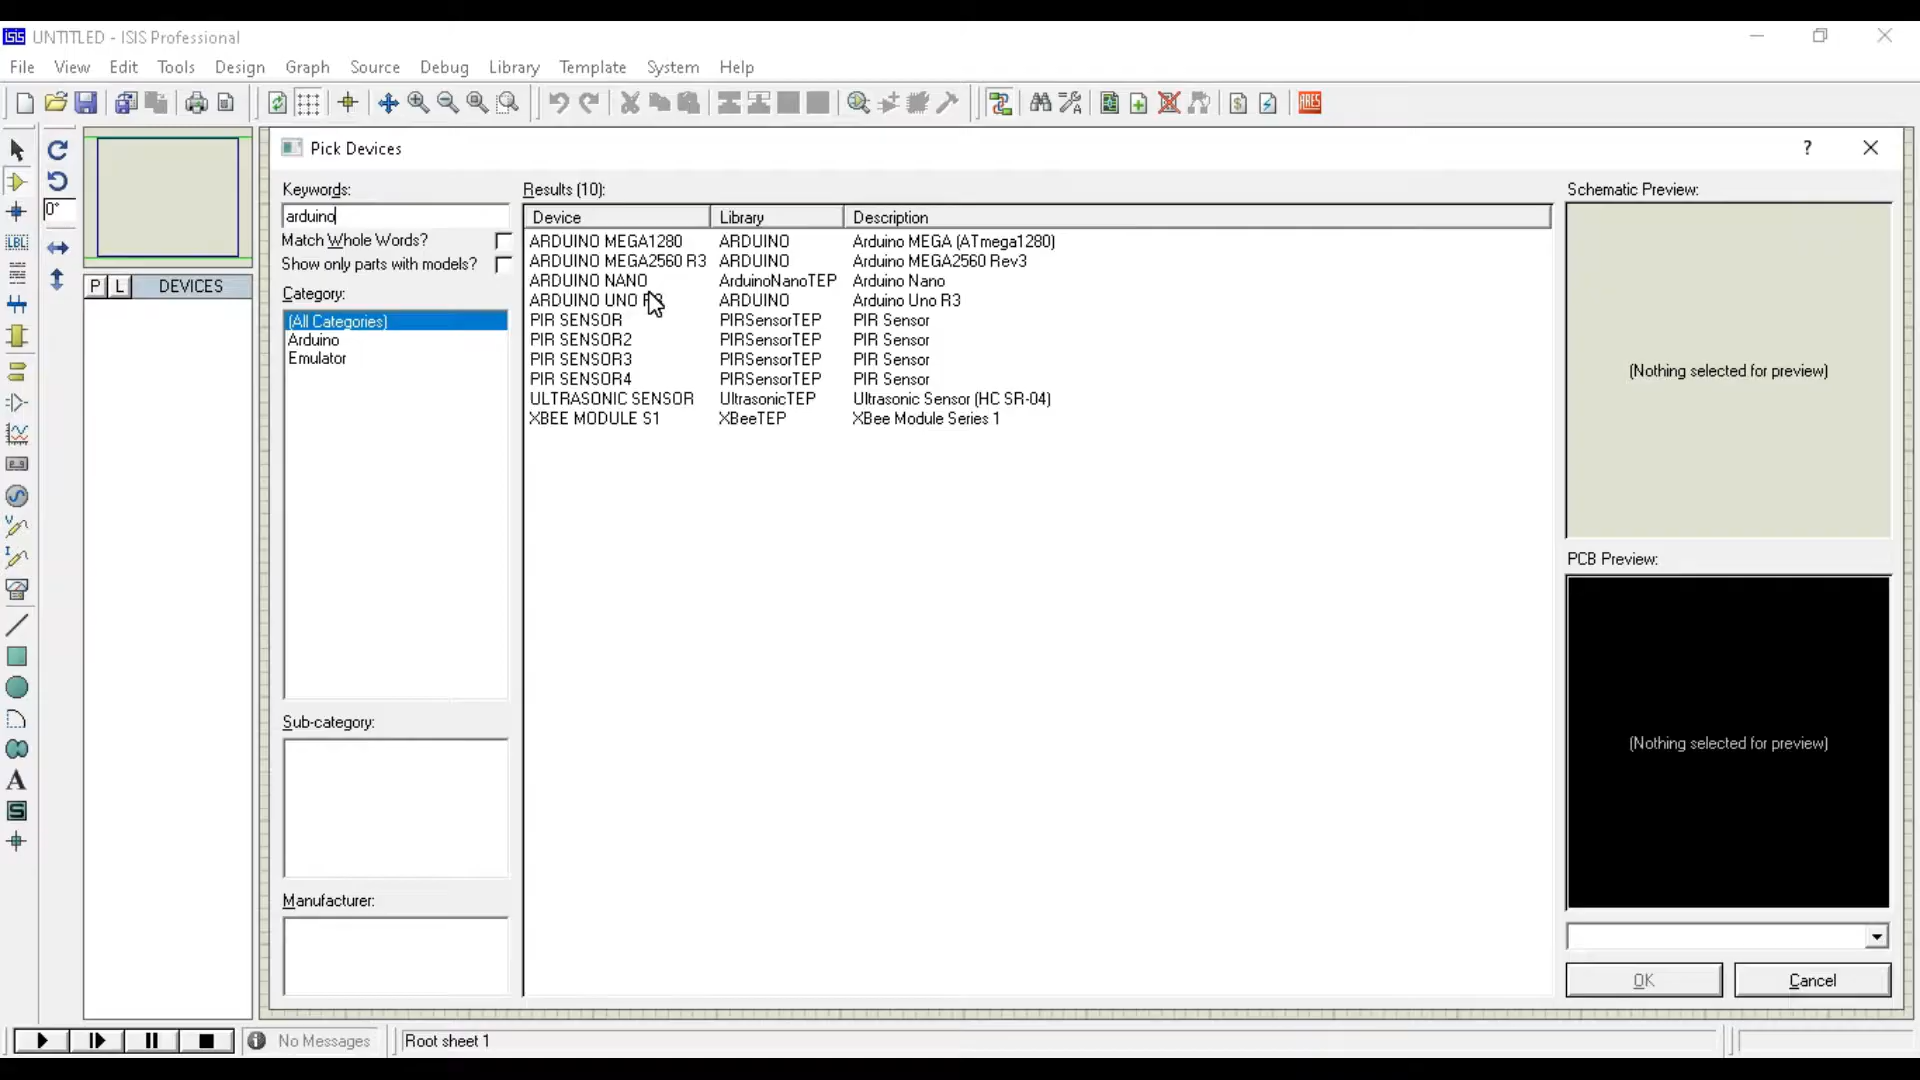 ISIS UNTITLED - ISIS Professional
File View Edit Tools Design Graph Source Debug Library Template System Help
LBL
ARES
0°
P L DEVICES
Pick Devices ?
Keywords:
arduino
Match Whole Words?
Show only parts with models?
Category:
(All Categories)
Arduino
Emulator
Sub-category:
Manufacturer:
Results (10):
Device Library Description
ARDUINO MEGA1280 ARDUINO Arduino MEGA (ATmega1280)
ARDUINO MEGA2560 R3 ARDUINO Arduino MEGA2560 Rev3
ARDUINO NANO ArduinoNanoTEP Arduino Nano
ARDUINO UNO R3 ARDUINO Arduino Uno R3
PIR SENSOR PIRSensorTEP PIR Sensor
PIR SENSOR2 PIRSensorTEP PIR Sensor
PIR SENSOR3 PIRSensorTEP PIR Sensor
PIR SENSOR4 PIRSensorTEP PIR Sensor
ULTRASONIC SENSOR UltrasonicTEP Ultrasonic Sensor (HC SR-04)
XBEE MODULE S1 XBeeTEP XBee Module Series 1
Schematic Preview:
(Nothing selected for preview)
PCB Preview:
(Nothing selected for preview)
OK Cancel
V
I
A
S
No Messages Root sheet 1